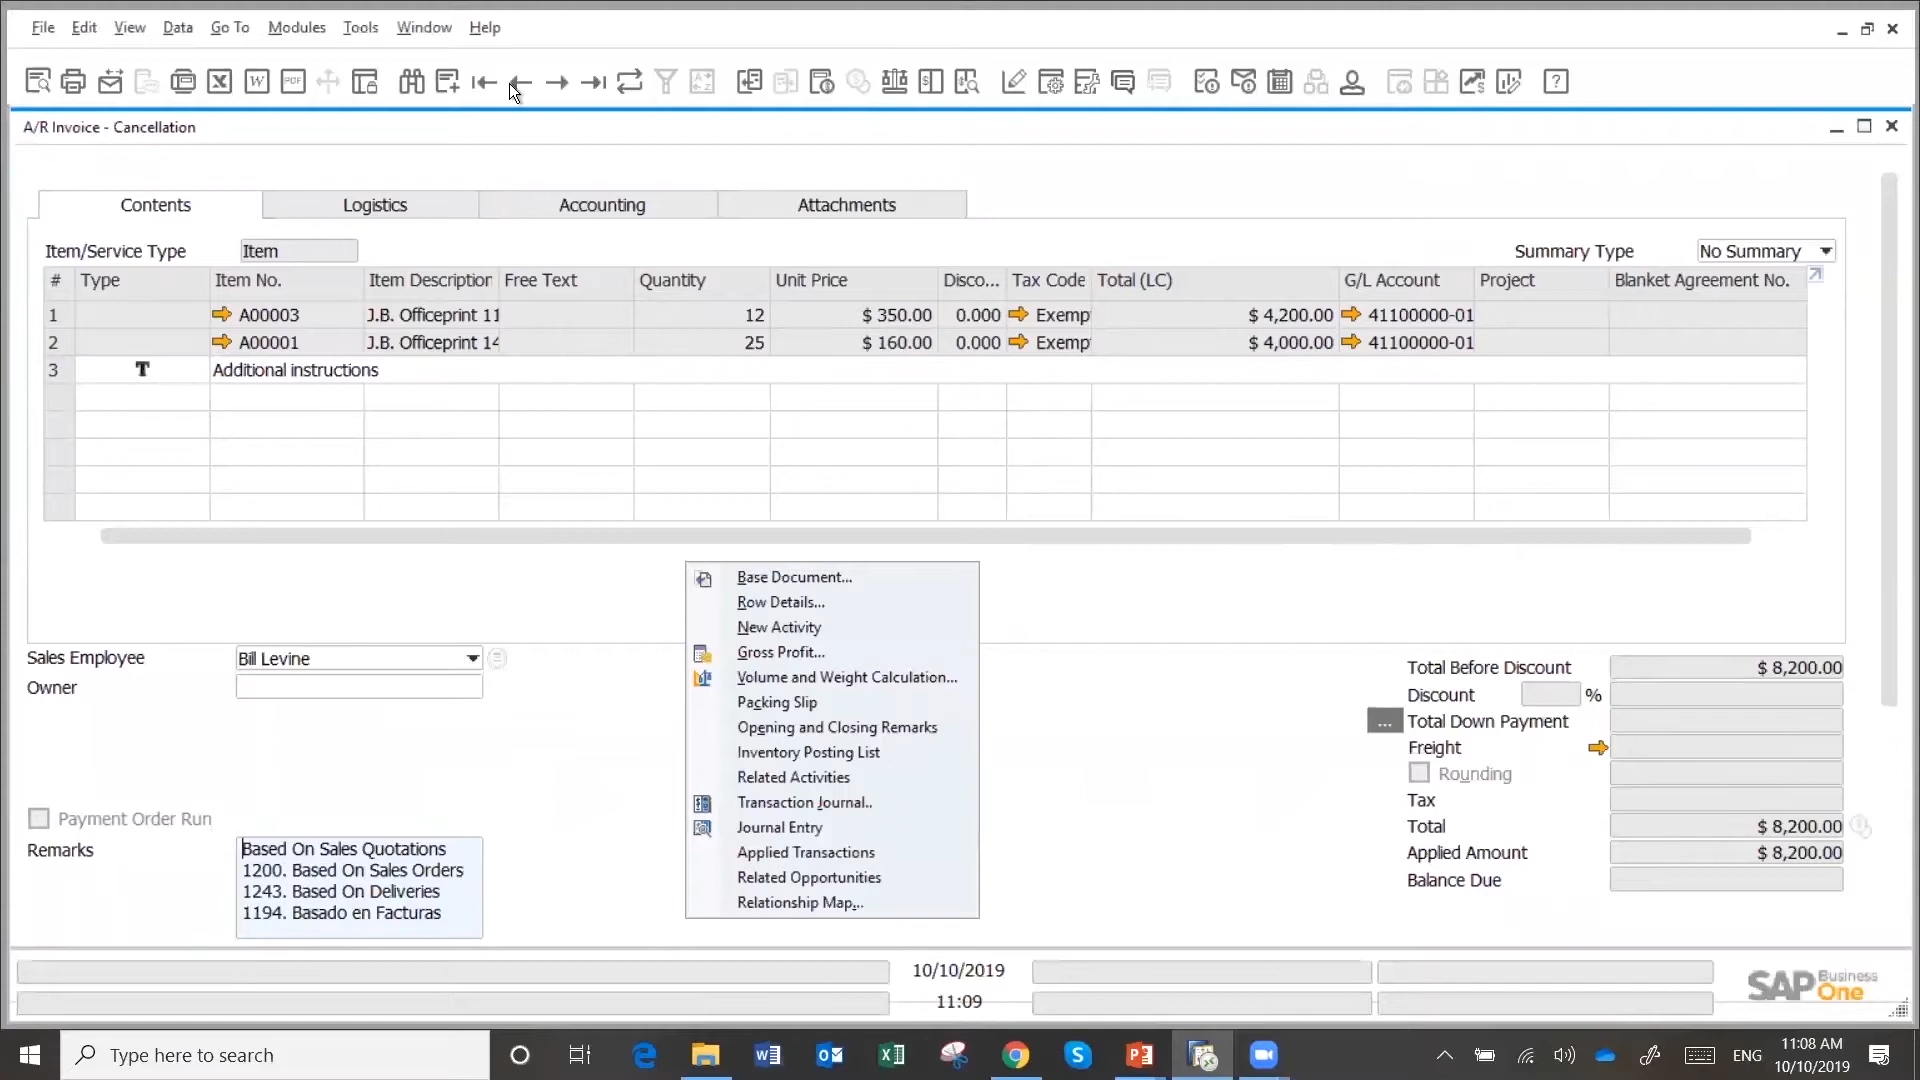 File Edit View Data Go To Modules Tools Window Help
A/R Invoice - Cancellation
Contents Logistics Accounting Attachments
Item/Service Type Item Summary Type No Summary
# Type Item No. Item Description Free Text Quantity Unit Price Disco... Tax Code Total (LC) G/L Account Project Blanket Agreement No.
1 A00003 J.B. Officeprint 11 12 $ 350.00 0.000 Exemp $ 4,200.00 41100000-01
2 A00001 J.B. Officeprint 14 25 $ 160.00 0.000 Exemp $ 4,000.00 41100000-01
3 T Additional instructions
Base Document...
Row Details...
New Activity
Gross Profit...
Volume and Weight Calculation...
Packing Slip
Opening and Closing Remarks
Inventory Posting List
Related Activities
Transaction Journal..
Journal Entry
Applied Transactions
Related Opportunities
Relationship Map...
Sales Employee Bill Levine
Owner
Payment Order Run
Remarks
Based On Sales Quotations
1200. Based On Sales Orders
1243. Based On Deliveries
1194. Basado en Facturas
Total Before Discount $ 8,200.00
Discount %
... Total Down Payment
Freight
Rounding
Tax
Total $ 8,200.00
Applied Amount $ 8,200.00
Balance Due
10/10/2019
11:09
SAP Business One
Type here to search
ENG
11:08 AM
10/10/2019